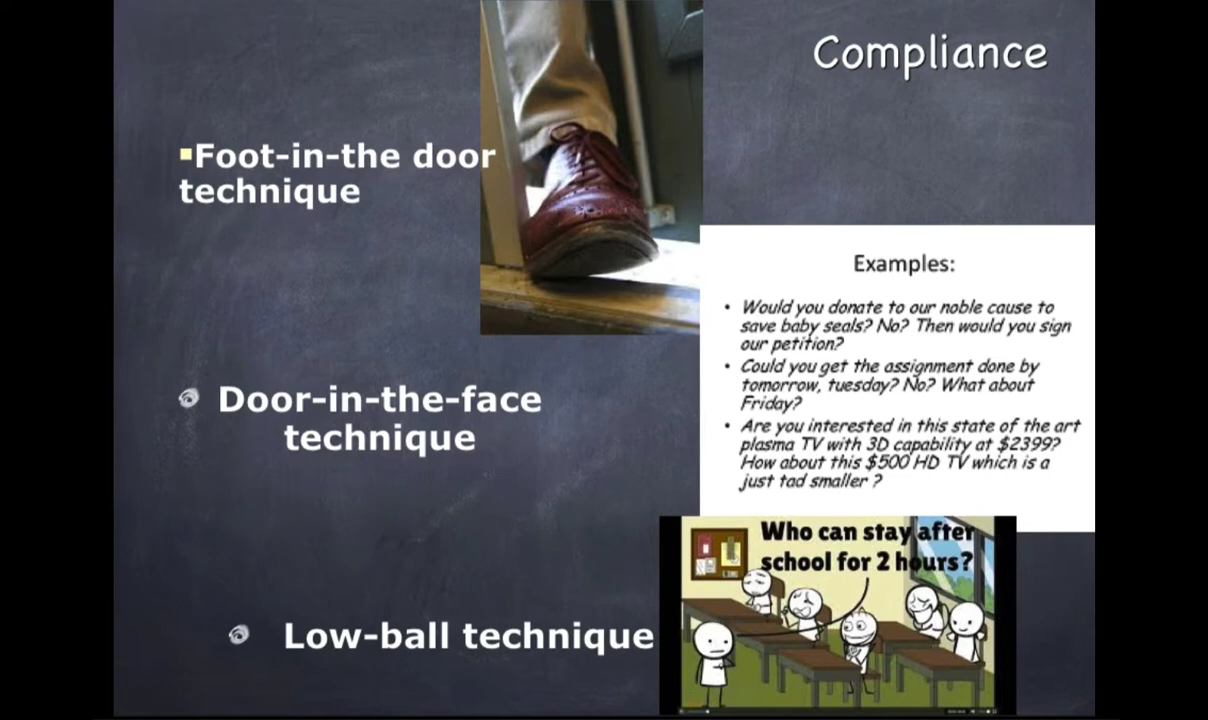 Compliance
Foot-in-the door
technique
Examples:
• Would you donate to our noble cause to
save baby seals? No? Then would you sign
our petition?
• Could you get the assignment done by
tomorrow, tuesday? No? What about
Friday?
• Are you interested in this state of the art
plasma TV with 3D capability at $2399?
How about this $500 HD TV which is a
just tad smaller ?
Door-in-the-face
technique
Who can stay after
school for 2 hours?
Low-ball technique